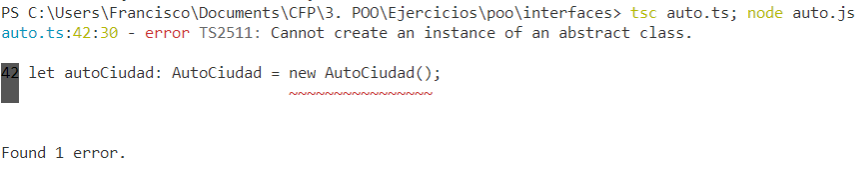 PS C:\Users\Francisco\Documents\CFP\3. POO\Ejercicios\poo\interfaces> tsc auto.ts; node auto.js
auto.ts:42:30 - error TS2511: Cannot create an instance of an abstract class.
42 let autoCiudad: AutoCiudad = new AutoCiudad();
Found 1 error.